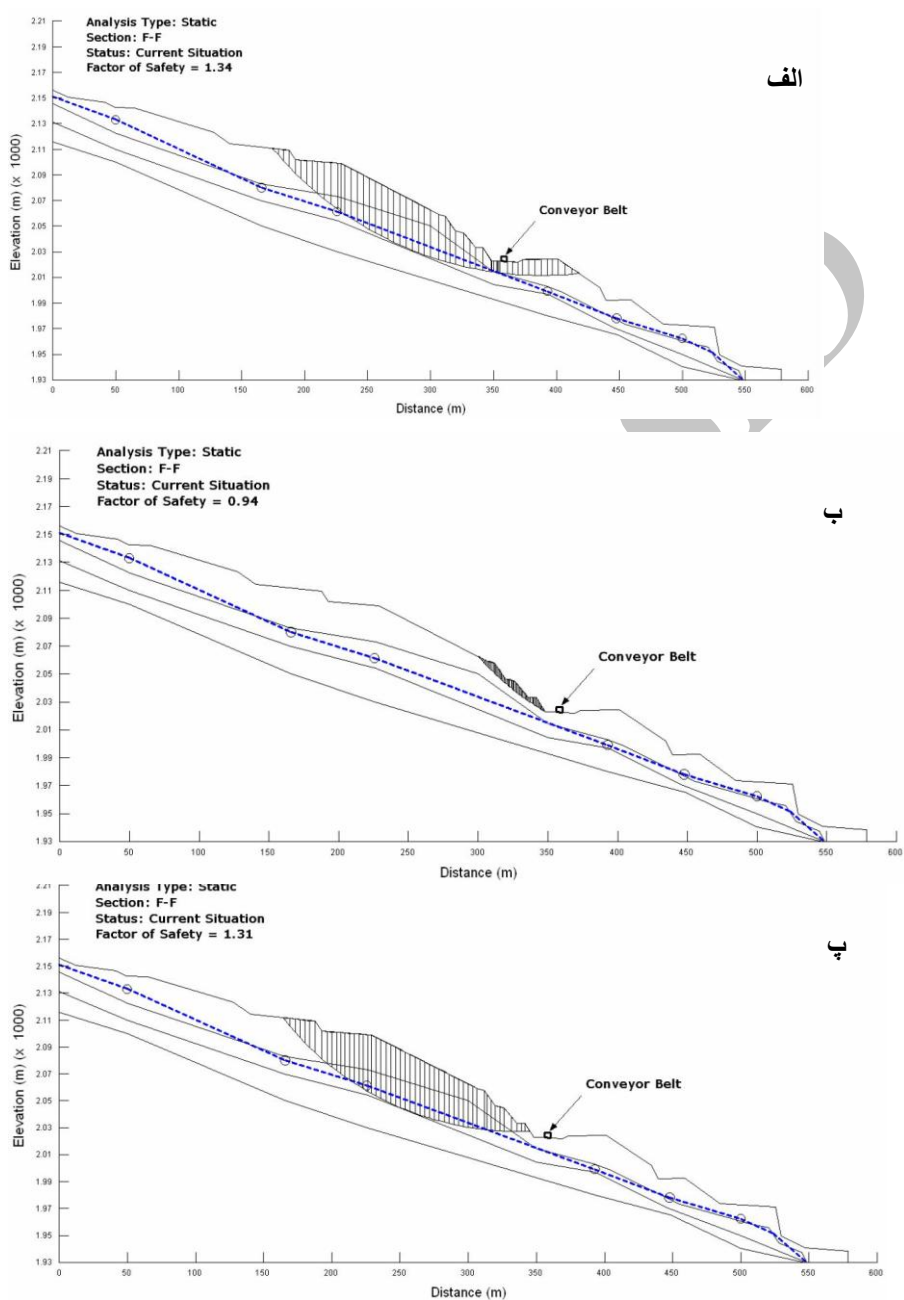 Analysis Type: Static
Section: F-F
Status: Current Situation
Factor of Safety = 1.34
الف
Conveyor Belt
Elevation (m) (x 1000)
2.21
2.19
2.17
2.15
2.13
2.11
2.09
2.07
2.05
2.03
2.01
1.99
1.97
1.95
1.93
0 50 100 150 200 250 300 350 400 450 500 550 600
Distance (m)
Analysis Type: Static
Section: F-F
Status: Current Situation
Factor of Safety = 0.94
ب
Conveyor Belt
Elevation (m) (x 1000)
2.21
2.19
2.17
2.15
2.13
2.11
2.09
2.07
2.05
2.03
2.01
1.99
1.97
1.95
1.93
0 50 100 150 200 250 300 350 400 450 500 550 600
Distance (m)
Analysis Type: Static
Section: F-F
Status: Current Situation
Factor of Safety = 1.31
پ
Conveyor Belt
Elevation (m) (x 1000)
2.21
2.19
2.17
2.15
2.13
2.11
2.09
2.07
2.05
2.03
2.01
1.99
1.97
1.95
1.93
0 50 100 150 200 250 300 350 400 450 500 550 600
Distance (m)